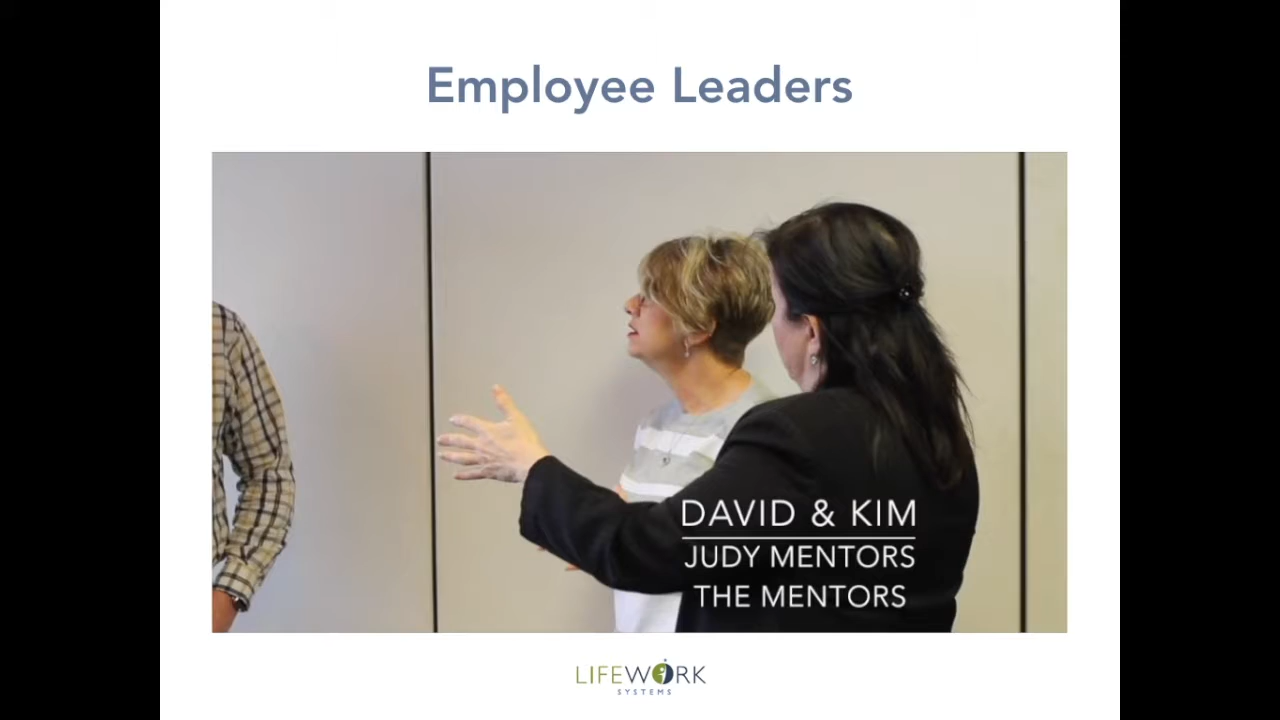 Employee Leaders
DAVID & KIM
JUDY MENTORS
THE MENTORS
LIFEWORK
SYSTEMS